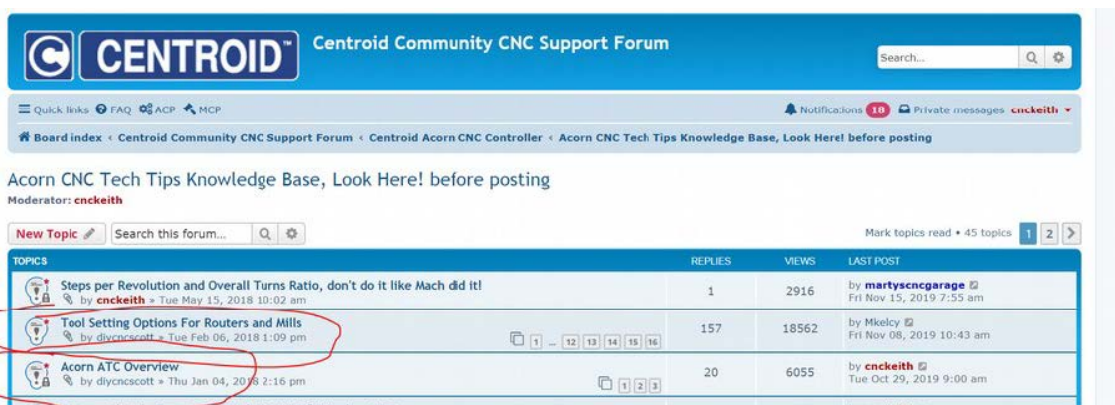 CENTROID™
Centroid Community CNC Support Forum
Search...
Quick links FAQ ACP MCP
Notifications 10 Private messages cnckeith
Board index ‹ Centroid Community CNC Support Forum ‹ Centroid Acorn CNC Controller ‹ Acorn CNC Tech Tips Knowledge Base, Look Here! before posting
Acorn CNC Tech Tips Knowledge Base, Look Here! before posting
Moderator: cnckeith
New Topic Search this forum... Mark topics read • 45 topics 1 2
TOPICS REPLIES VIEWS LAST POST
Steps per Revolution and Overall Turns Ratio, don't do it like Mach did it! 1 2916 by martyscncgarage
by cnckeith » Tue May 15, 2018 10:02 am Fri Nov 15, 2019 7:55 am
Tool Setting Options For Routers and Mills 157 18562 by Mkelcy
by diycncscott » Tue Feb 06, 2018 1:09 pm 1 ... 12 13 14 15 16 Fri Nov 08, 2019 10:43 am
Acorn ATC Overview 20 6055 by cnckeith
by diycncscott » Thu Jan 04, 2018 2:16 pm 1 2 3 Tue Oct 29, 2019 9:00 am